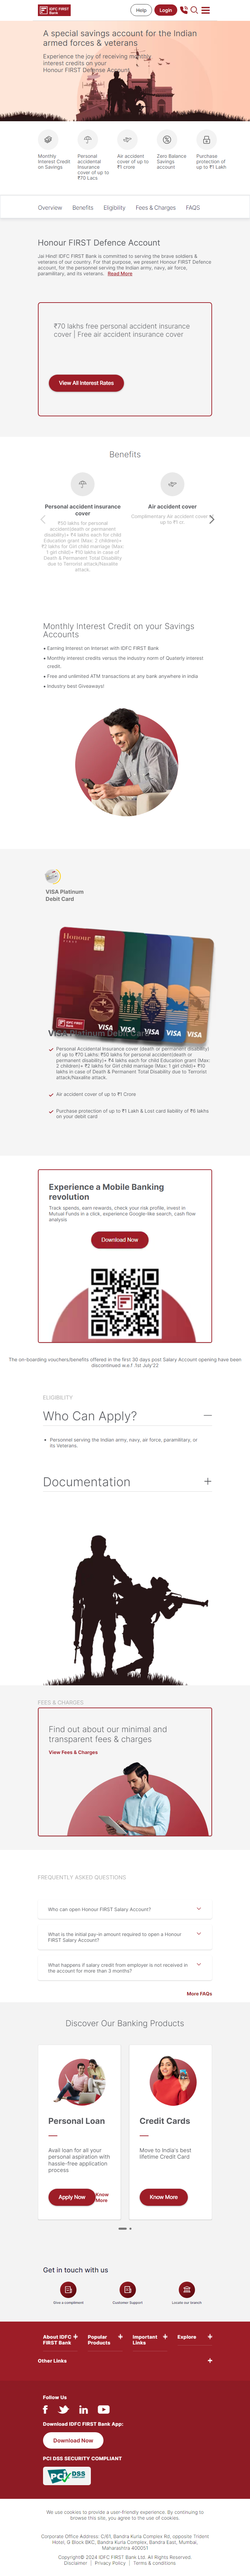 IDFC FIRST
Bank
Help
Login
A special savings account for the Indian
armed forces & veterans
Experience the joy of receiving monthly
interest credits on your
Honour FIRST Defense Account
Monthly
Interest Credit
on Savings
Personal
accidental
Insurance
cover of up to
₹70 Lacs
Air accident
cover of up to
₹1 crore
Zero Balance
Savings
account
Purchase
protection of
up to ₹1 Lakh
Overview
Benefits
Eligibility
Fees & Charges
FAQS
Honour FIRST Defence Account
Jai Hind! IDFC FIRST Bank is committed to serving the brave soldiers &
veterans of our country. For that purpose, we present Honour FIRST Defence
account, for the personnel serving the Indian army, navy, air force,
paramilitary, and its veterans. Read More
₹70 lakhs free personal accident insurance
cover | Free air accident insurance cover
View All Interest Rates
Benefits
Personal accident insurance
cover
₹50 lakhs for personal
accident(death or permanent
disability)+ ₹4 lakhs each for child
Education grant (Max: 2 children)+
₹2 lakhs for Girl child marriage (Max:
1 girl child)+ ₹10 lakhs in case of
Death & Permanent Total Disability
due to Terrorist attack/Naxalite
attack.
Air accident cover
Complimentary Air accident cover of
up to ₹1 cr.
Monthly Interest Credit on your Savings
Accounts
• Earning Interest on Interset with IDFC FIRST Bank
• Monthly interest credits versus the industry norm of Quaterly interest
credit.
• Free and unlimited ATM transactions at any bank anywhere in India
• Industry best Giveaways!
VISA Platinum
Debit Card
Honour
FIRST
IDFC FIRST
Bank
VISA
VISA
VISA
VISA
VISA Platinum Debit Card
Personal Accidental Insurance cover (death or permanent disability)
of up to ₹70 Lakhs: ₹50 lakhs for personal accident(death or
permanent disability)+ ₹4 lakhs each for child Education grant (Max:
2 children)+ ₹2 lakhs for Girl child marriage (Max: 1 girl child)+ ₹10
lakhs in case of Death & Permanent Total Disability due to Terrorist
attack/Naxalite attack.
Air accident cover of up to ₹1 Crore
Purchase protection of up to ₹1 Lakh & Lost card liability of ₹6 lakhs
on your debit card
Experience a Mobile Banking
revolution
Track spends, earn rewards, check your risk profile, invest in
Mutual Funds in a click, experience Google-like search, cash flow
analysis
Download Now
The on-boarding vouchers/benefits offered in the first 30 days post Salary Account opening have been
discontinued w.e.f .1st July'22
ELIGIBILITY
Who Can Apply?
• Personnel serving the Indian army, navy, air force, paramilitary, or
its Veterans.
Documentation
FEES & CHARGES
Find out about our minimal and
transparent fees & charges
View Fees & Charges
FREQUENTLY ASKED QUESTIONS
Who can open Honour FIRST Salary Account?
What is the initial pay-in amount required to open a Honour
FIRST Salary Account?
What happens if salary credit from employer is not received in
the account for more than 3 months?
More FAQs
Discover Our Banking Products
Personal Loan
Avail loan for all your
personal aspiration with
hassle-free application
process
Apply Now
Know
More
Credit Cards
Move to India's best
lifetime Credit Card
Know More
Get in touch with us
Give a compliment
Customer Support
Locate our branch
About IDFC
FIRST Bank
Popular
Products
Important
Links
Explore
Other Links
Follow Us
Download IDFC FIRST Bank App:
Download Now
PCI DSS SECURITY COMPLIANT
PCI DSS
We use cookies to provide a user-friendly experience. By continuing to
browse this site, you agree to the use of cookies.
Corporate Office Address: C/61, Bandra Kurla Complex Rd, opposite Trident
Hotel, G Block BKC, Bandra Kurla Complex, Bandra East, Mumbai,
Maharashtra 400051
Copyright© 2024 IDFC FIRST Bank Ltd. All Rights Reserved.
Disclaimer | Privacy Policy | Terms & conditions